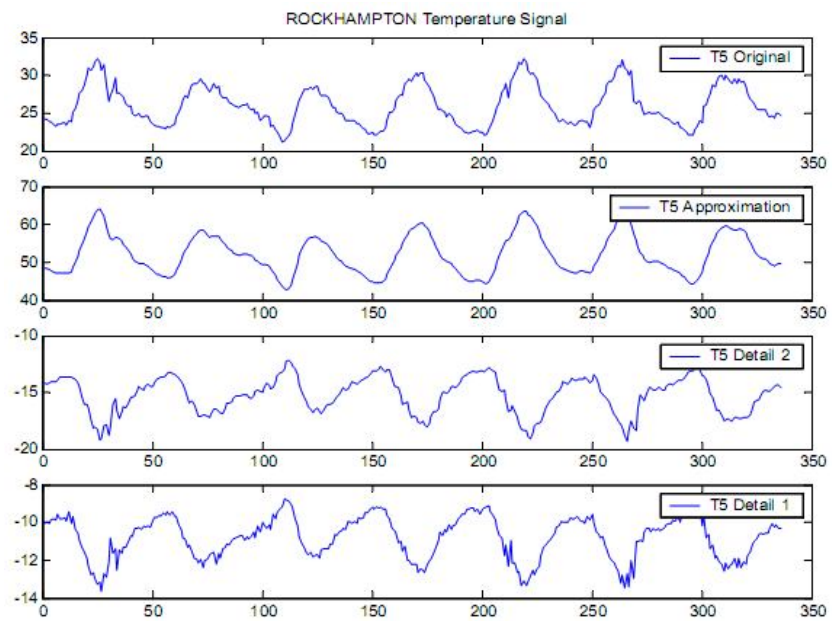 ROCKHAMPTON Temperature Signal
35
30
25
20
T5 Original
0 50 100 150 200 250 300 350
70
60
50
40
T5 Approximation
0 50 100 150 200 250 300 350
-10
-15
-20
T5 Detail 2
0 50 100 150 200 250 300 350
-8
-10
-12
-14
T5 Detail 1
0 50 100 150 200 250 300 350